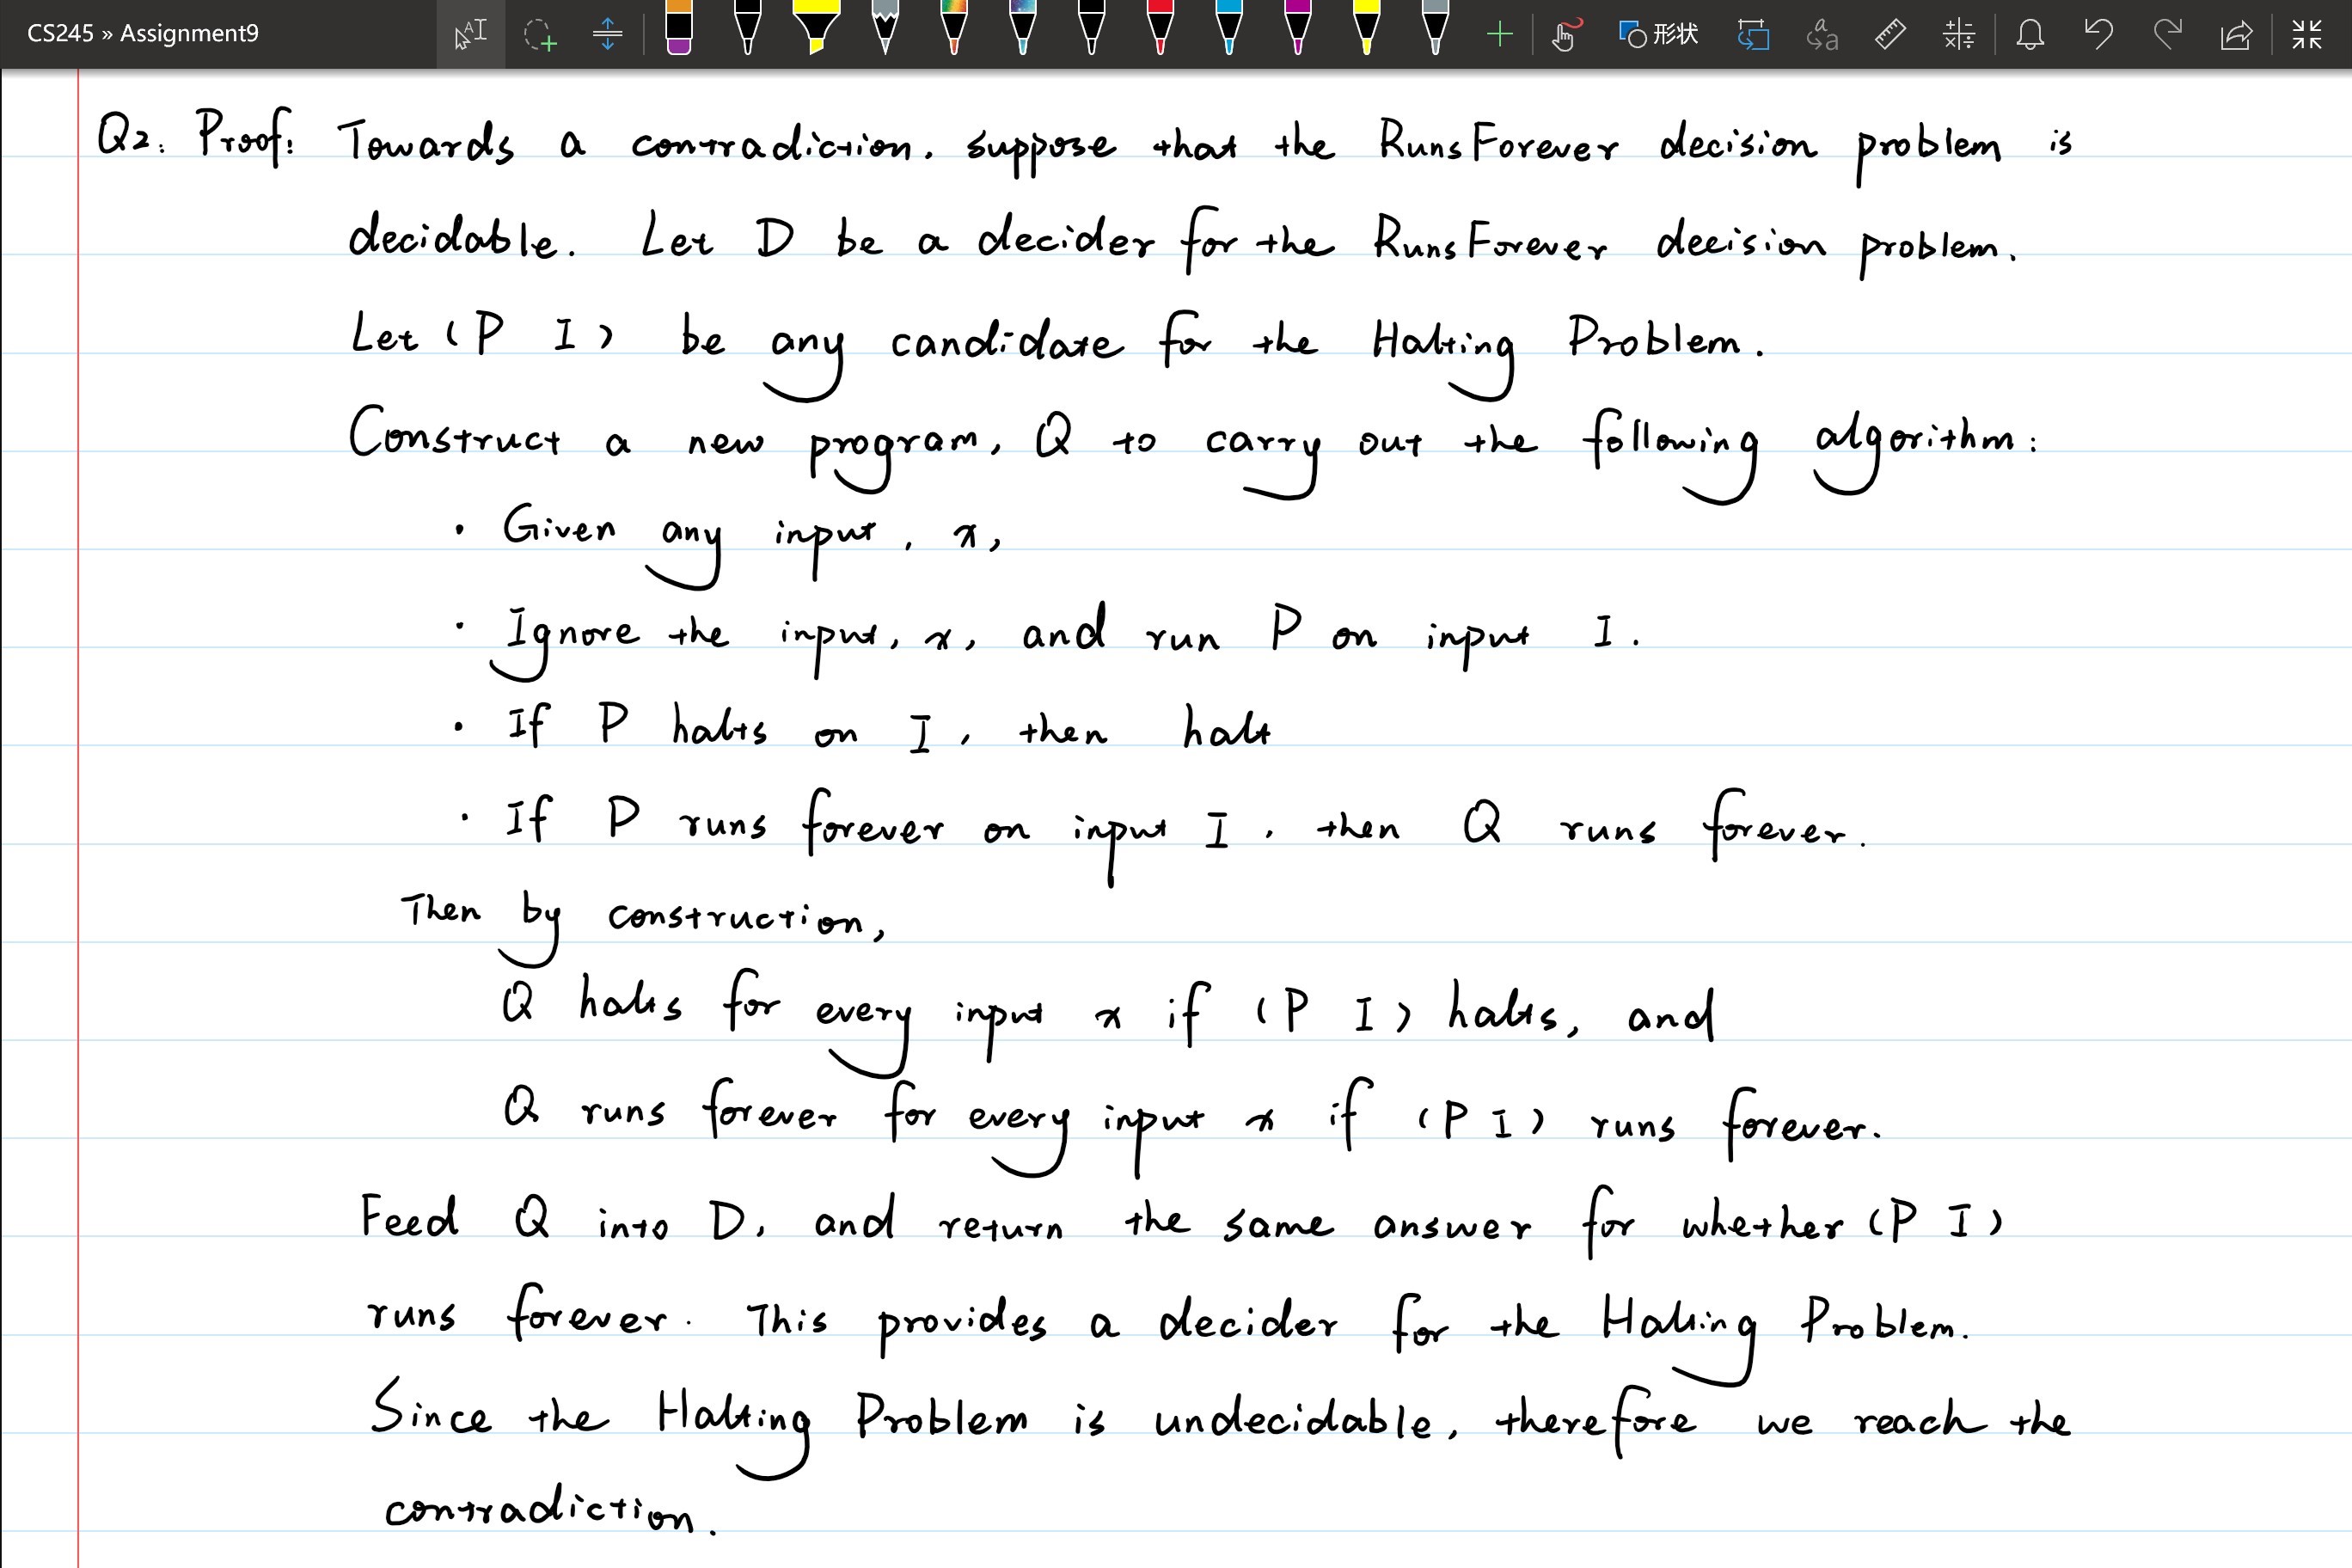 CS245 » Assignment9
形状
Q2. Proof: Towards a contradiction, suppose that the RunsForever decision problem is
decidable. Let D be a decider for the RunsForever decision problem.
Let (P I) be any candidate for the Halting Problem.
Construct a new program, Q to carry out the following algorithm:
· Given any input, x,
· Ignore the input, x, and run P on input I.
· If P halts on I, then halt
· If P runs forever on input I, then Q runs forever.
Then by construction,
Q halts for every input x if (P I) halts, and
Q runs forever for every input x if (P I) runs forever.
Feed Q into D, and return the same answer for whether (P I)
runs forever. This provides a decider for the Halting Problem.
Since the Halting Problem is undecidable, therefore we reach the
contradiction.